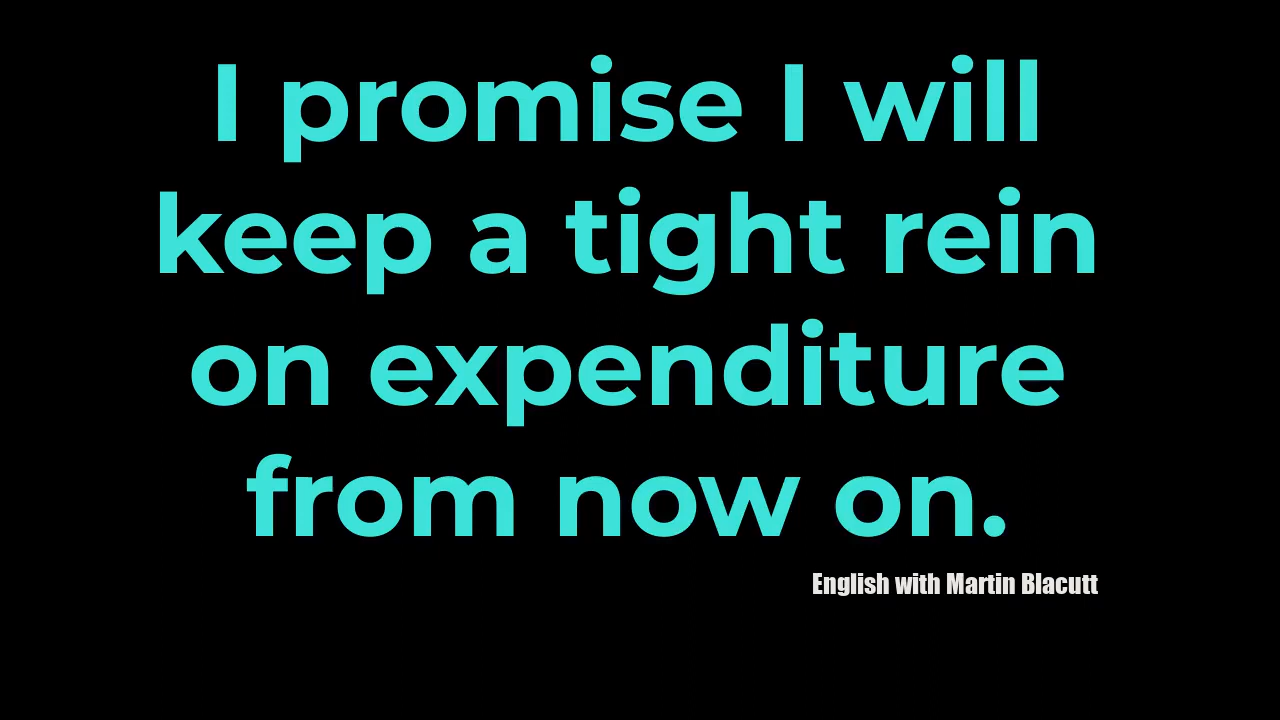 I promise I will
keep a tight rein
on expenditure
from now on.
English with Martin Blacutt